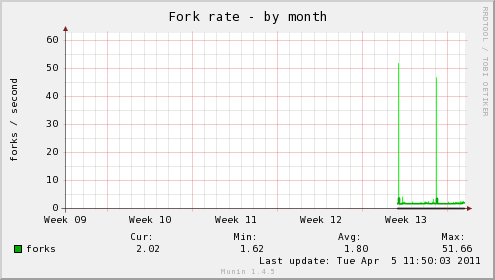 Fork rate - by month
RRDTOOL / TOBI OETIKER
forks / second
60
50
40
30
20
10
0
Week 09 Week 10 Week 11 Week 12 Week 13
Cur: Min: Avg: Max:
forks 2.02 1.62 1.80 51.66
Last update: Tue Apr 5 11:50:03 2011
Munin 1.4.5